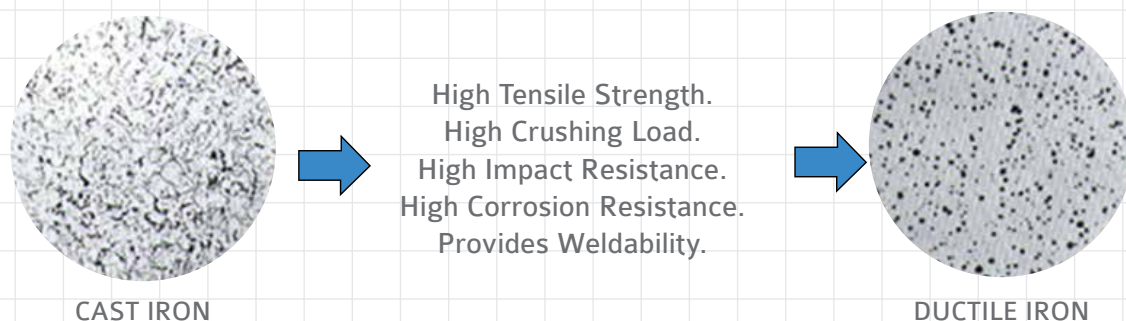 High Tensile Strength.
High Crushing Load.
High Impact Resistance.
High Corrosion Resistance.
Provides Weldability.
CAST IRON
DUCTILE IRON